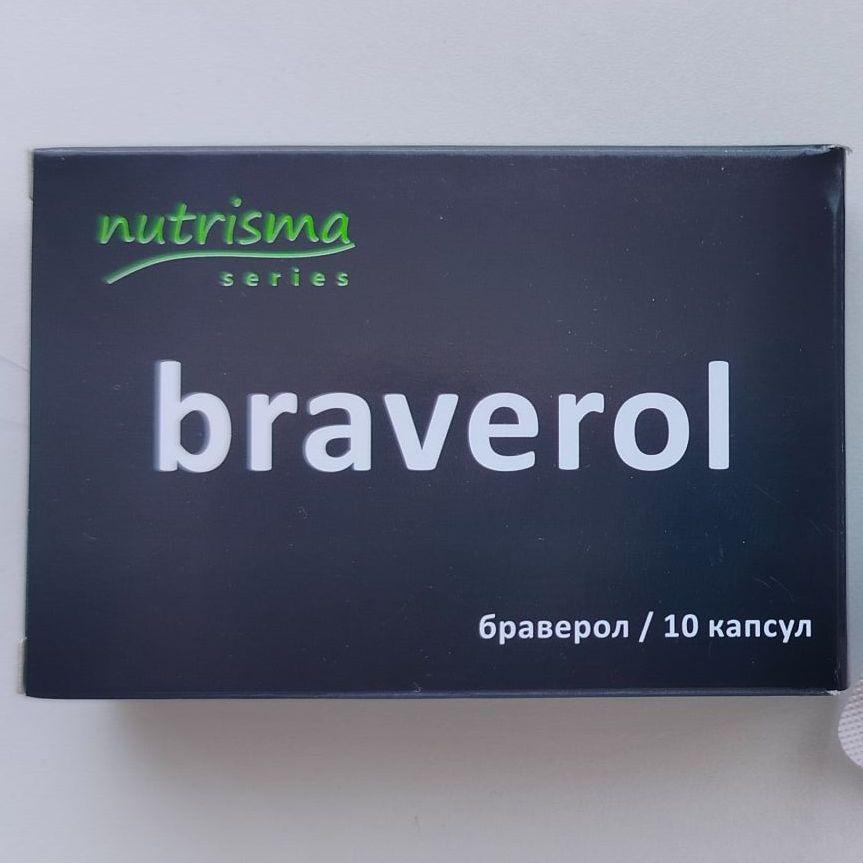 nutrisma
series
braverol
браверол / 10 капсул